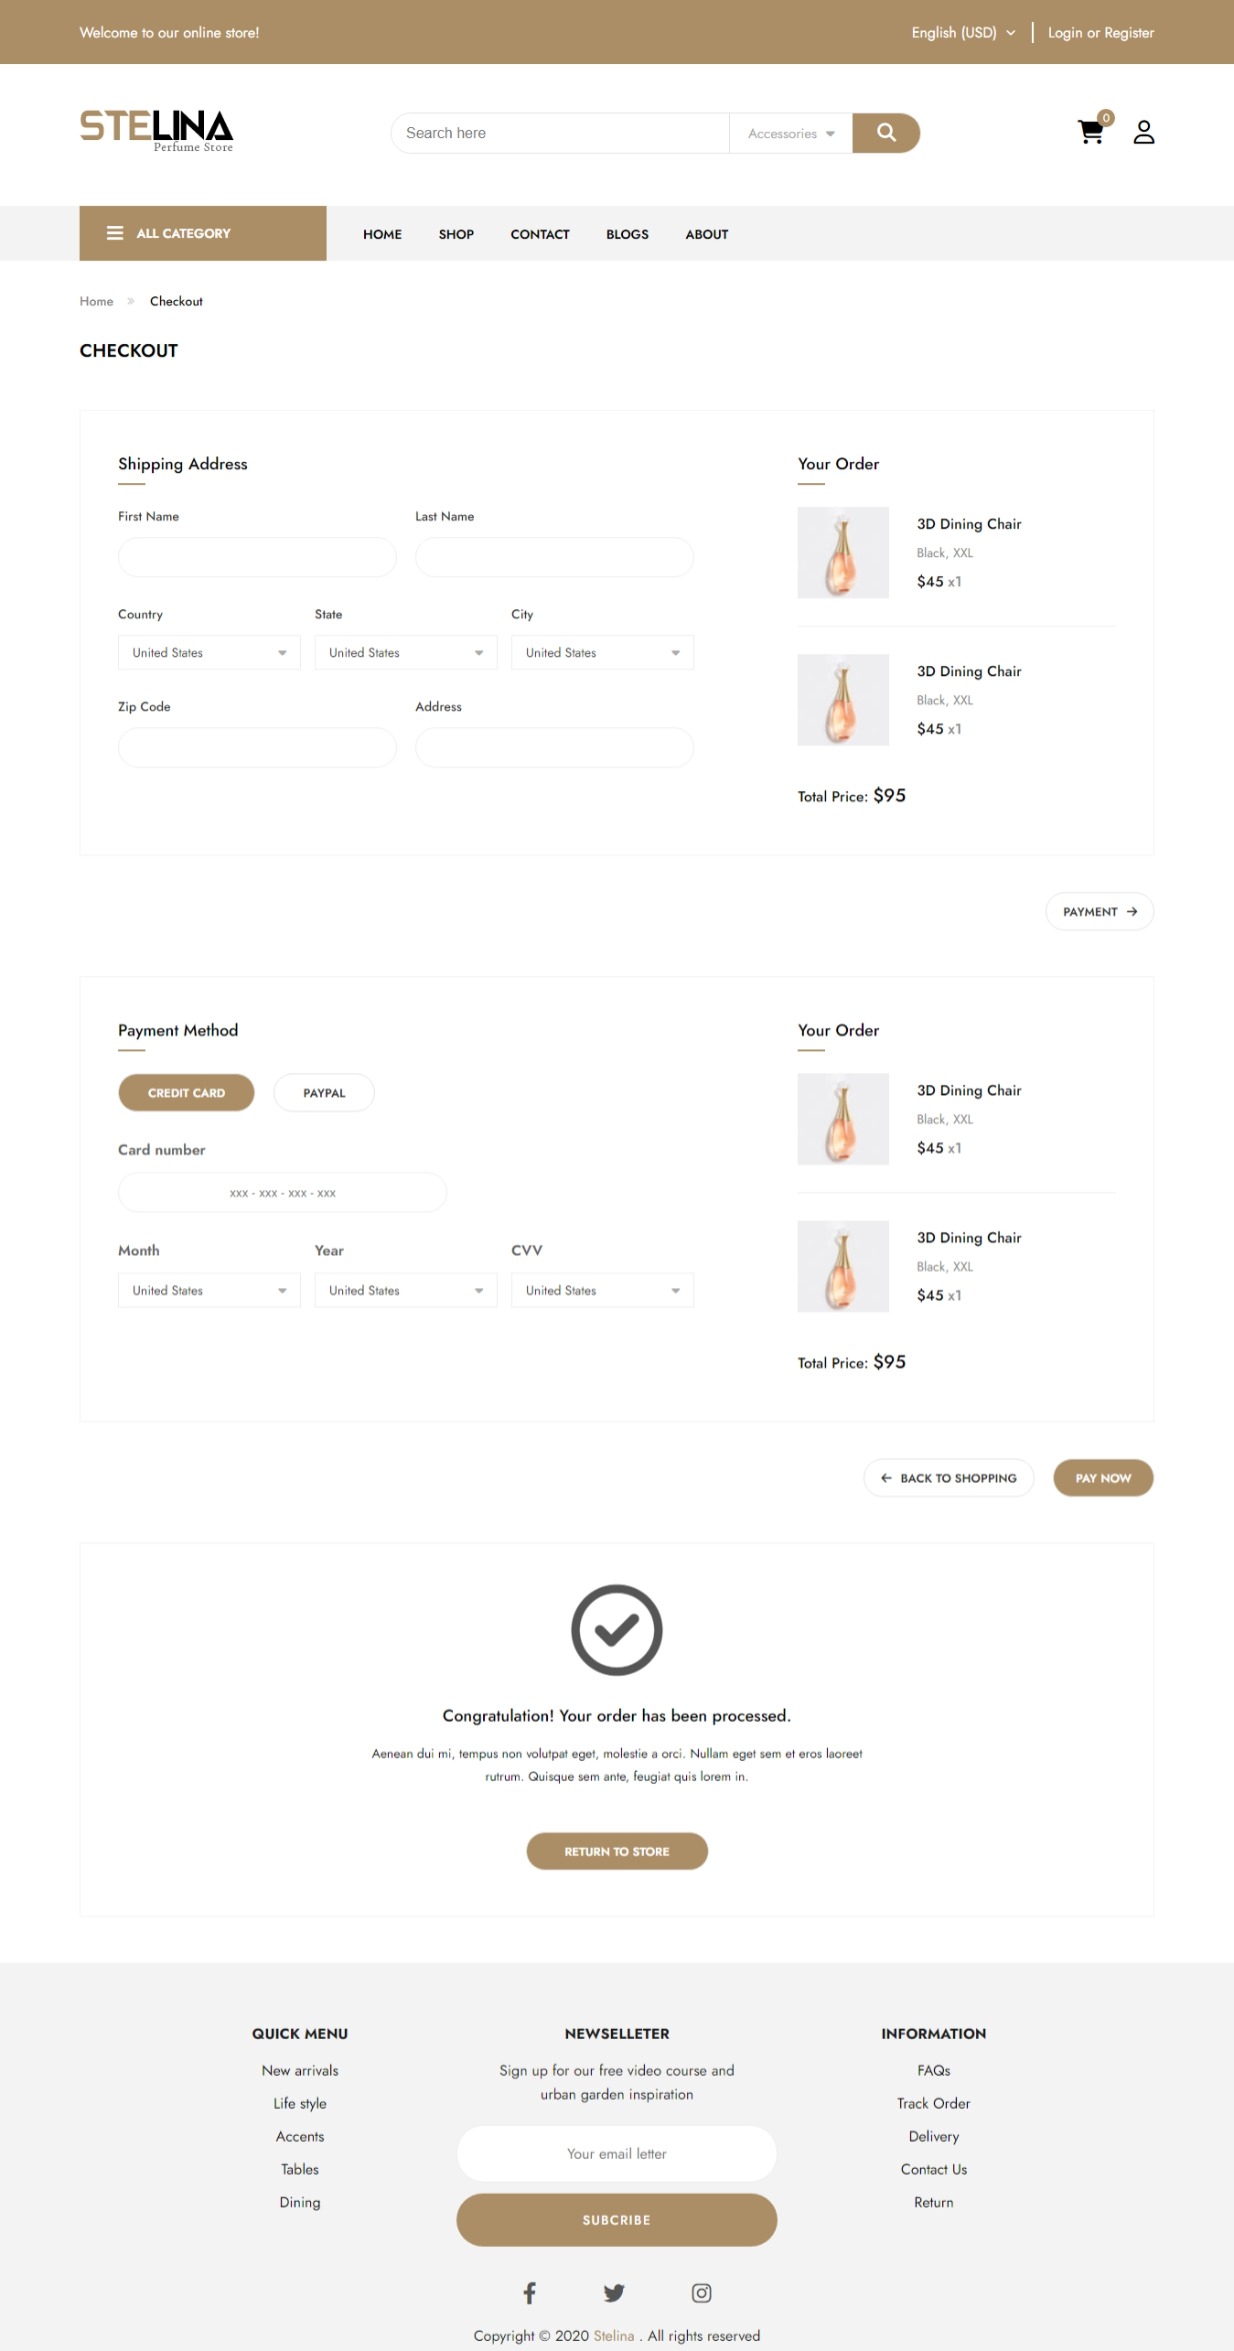 Welcome to our online store!
English (USD)
Login or Register
STELINA
Perfume Store
Search here
Accessories
0
ALL CATEGORY
HOME
SHOP
CONTACT
BLOGS
ABOUT
Home » Checkout
CHECKOUT
Shipping Address
First Name
Last Name
Country
State
City
United States
United States
United States
Zip Code
Address
Your Order
3D Dining Chair
Black, XXL
$45 x1
3D Dining Chair
Black, XXL
$45 x1
Total Price: $95
PAYMENT →
Payment Method
CREDIT CARD
PAYPAL
Card number
xxx - xxx - xxx - xxx
Month
Year
CVV
United States
United States
United States
Your Order
3D Dining Chair
Black, XXL
$45 x1
3D Dining Chair
Black, XXL
$45 x1
Total Price: $95
← BACK TO SHOPPING
PAY NOW
Congratulation! Your order has been processed.
Aenean dui mi, tempus non volutpat eget, molestie a orci. Nullam eget sem et eros laoreet
rutrum. Quisque sem ante, feugiat quis lorem in.
RETURN TO STORE
QUICK MENU
New arrivals
Life style
Accents
Tables
Dining
NEWSELLETER
Sign up for our free video course and
urban garden inspiration
Your email letter
SUBCRIBE
INFORMATION
FAQs
Track Order
Delivery
Contact Us
Return
Copyright © 2020 Stelina . All rights reserved